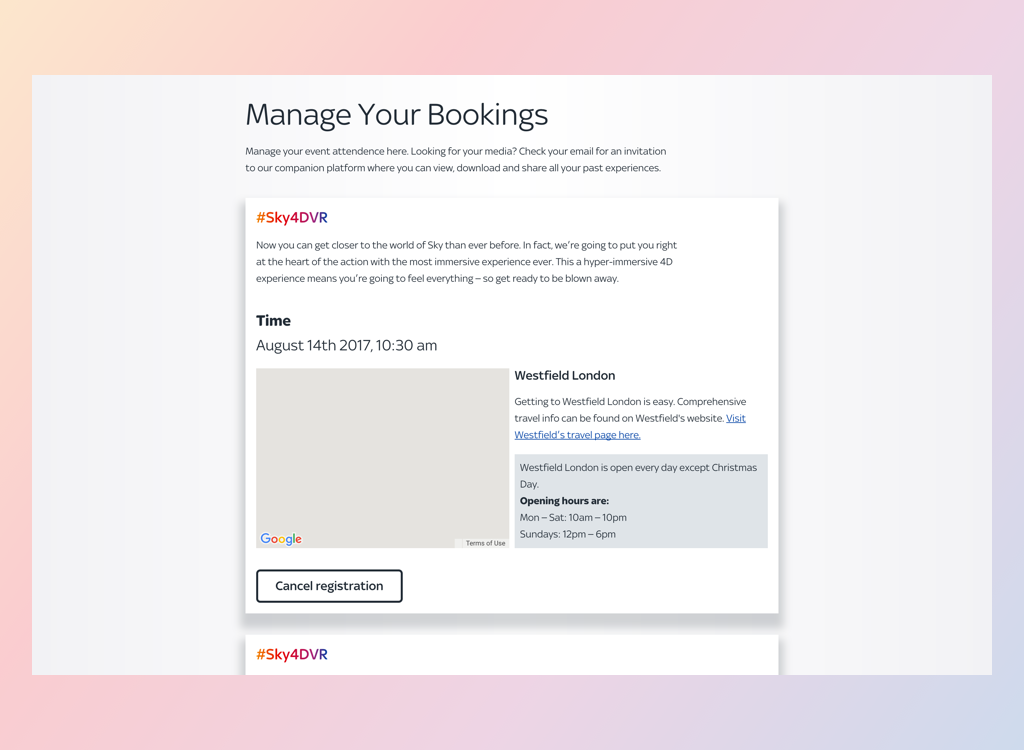 Manage Your Bookings
Manage your event attendence here. Looking for your media? Check your email for an invitation
to our companion platform where you can view, download and share all your past experiences.
#Sky4DVR
Now you can get closer to the world of Sky than ever before. In fact, we're going to put you right
at the heart of the action with the most immersive experience ever. This a hyper-immersive 4D
experience means you're going to feel everything – so get ready to be blown away.
Time
August 14th 2017, 10:30 am
Google
Terms of Use
Westfield London
Getting to Westfield London is easy. Comprehensive
travel info can be found on Westfield's website. Visit
Westfield's travel page here.
Westfield London is open every day except Christmas
Day.
Opening hours are:
Mon – Sat: 10am – 10pm
Sundays: 12pm – 6pm
Cancel registration
#Sky4DVR